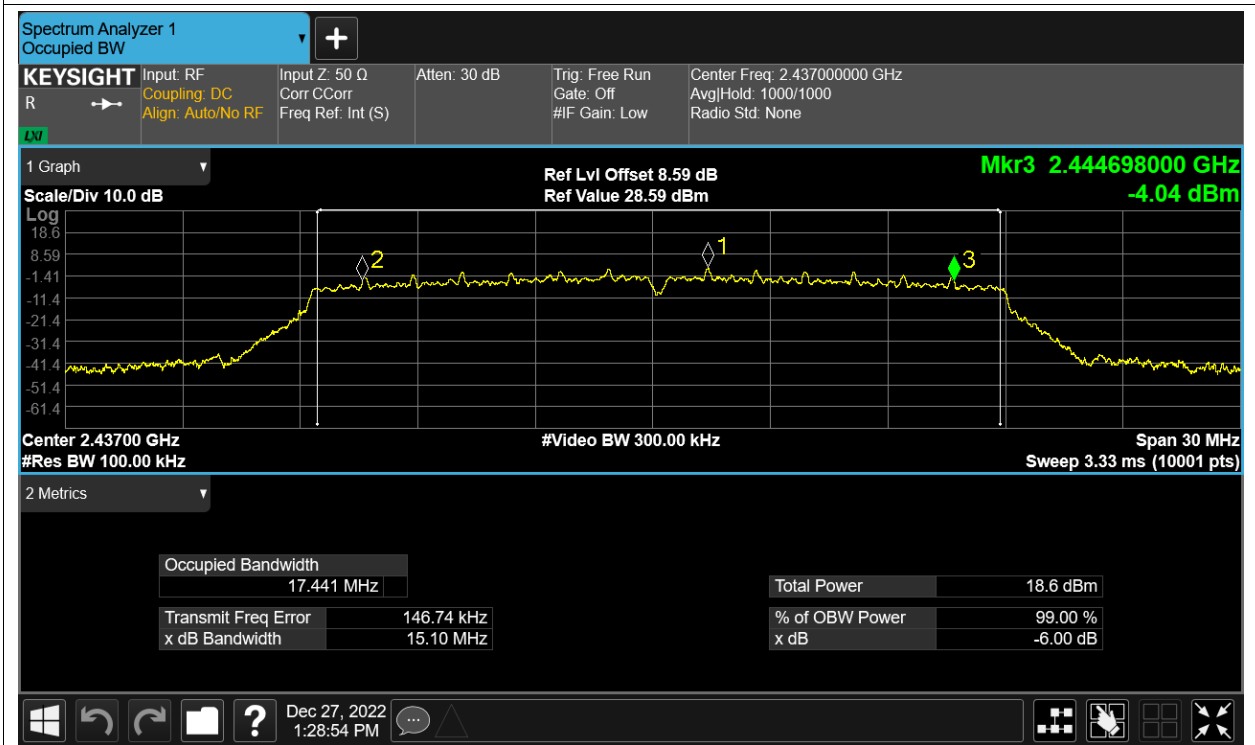 Spectrum Analyzer 1
Occupied BW
KEYSIGHT
R
LXI
Input: RF
Coupling: DC
Align: Auto/No RF
Input Z: 50 Ω
Corr CCorr
Freq Ref: Int (S)
Atten: 30 dB
Trig: Free Run
Gate: Off
#IF Gain: Low
Center Freq: 2.437000000 GHz
Avg|Hold: 1000/1000
Radio Std: None
1 Graph
Scale/Div 10.0 dB
Ref Lvl Offset 8.59 dB
Ref Value 28.59 dBm
Mkr3 2.444698000 GHz
-4.04 dBm
Log
18.6
8.59
-1.41
-11.4
-21.4
-31.4
-41.4
-51.4
-61.4
2
1
3
Center 2.43700 GHz
#Res BW 100.00 kHz
#Video BW 300.00 kHz
Span 30 MHz
Sweep 3.33 ms (10001 pts)
2 Metrics
Occupied Bandwidth
17.441 MHz
Transmit Freq Error 146.74 kHz
x dB Bandwidth 15.10 MHz
Total Power 18.6 dBm
% of OBW Power 99.00 %
x dB -6.00 dB
?
Dec 27, 2022
1:28:54 PM